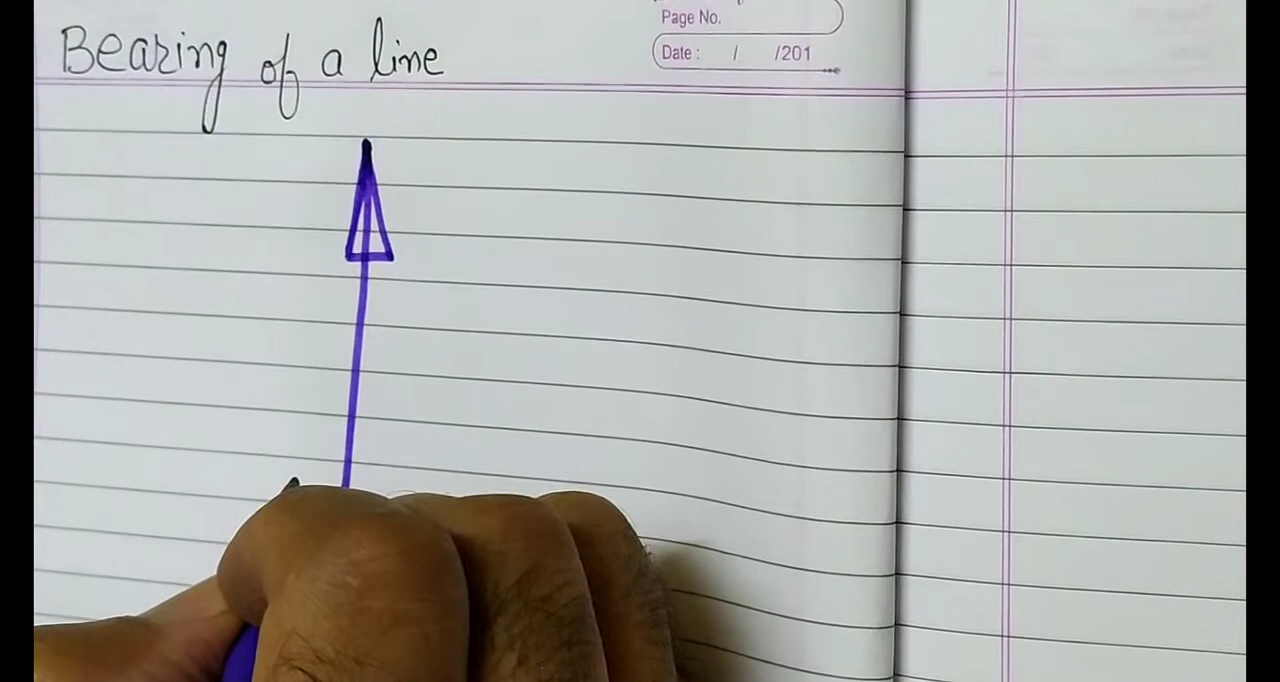 Page No.
Bearing of a line
Date : / /201